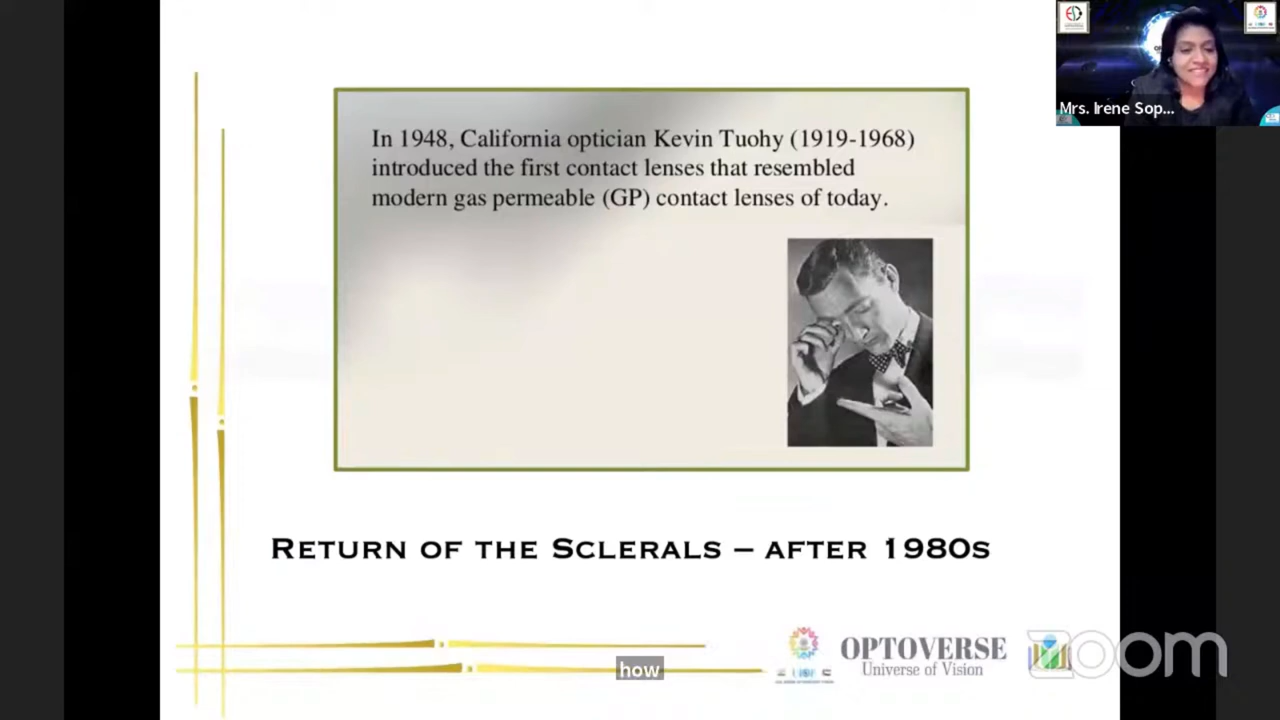 Mrs. Irene Sop...
In 1948, California optician Kevin Tuohy (1919-1968)
introduced the first contact lenses that resembled
modern gas permeable (GP) contact lenses of today.
RETURN OF THE SCLERALS – AFTER 1980S
OPTOVERSE
Universe of Vision
zoom
how